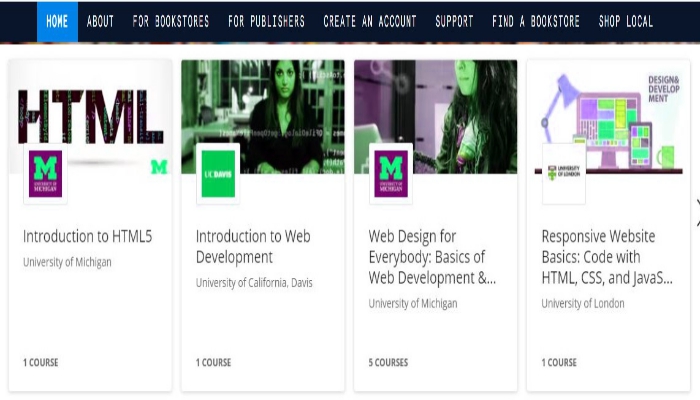 HOME ABOUT FOR BOOKSTORES FOR PUBLISHERS CREATE AN ACCOUNT SUPPORT FIND A BOOKSTORE SHOP LOCAL
HTML
M
UNIVERSITY OF
MICHIGAN
M
Introduction to HTML5
University of Michigan
1 COURSE
UC DAVIS
Introduction to Web
Development
University of California, Davis
1 COURSE
M
UNIVERSITY OF
MICHIGAN
Web Design for
Everybody: Basics of
Web Development &...
University of Michigan
5 COURSES
DESIGN&
DEVELOP
MENT
UNIVERSITY
OF LONDON
Responsive Website
Basics: Code with
HTML, CSS, and JavaS...
University of London
1 COURSE